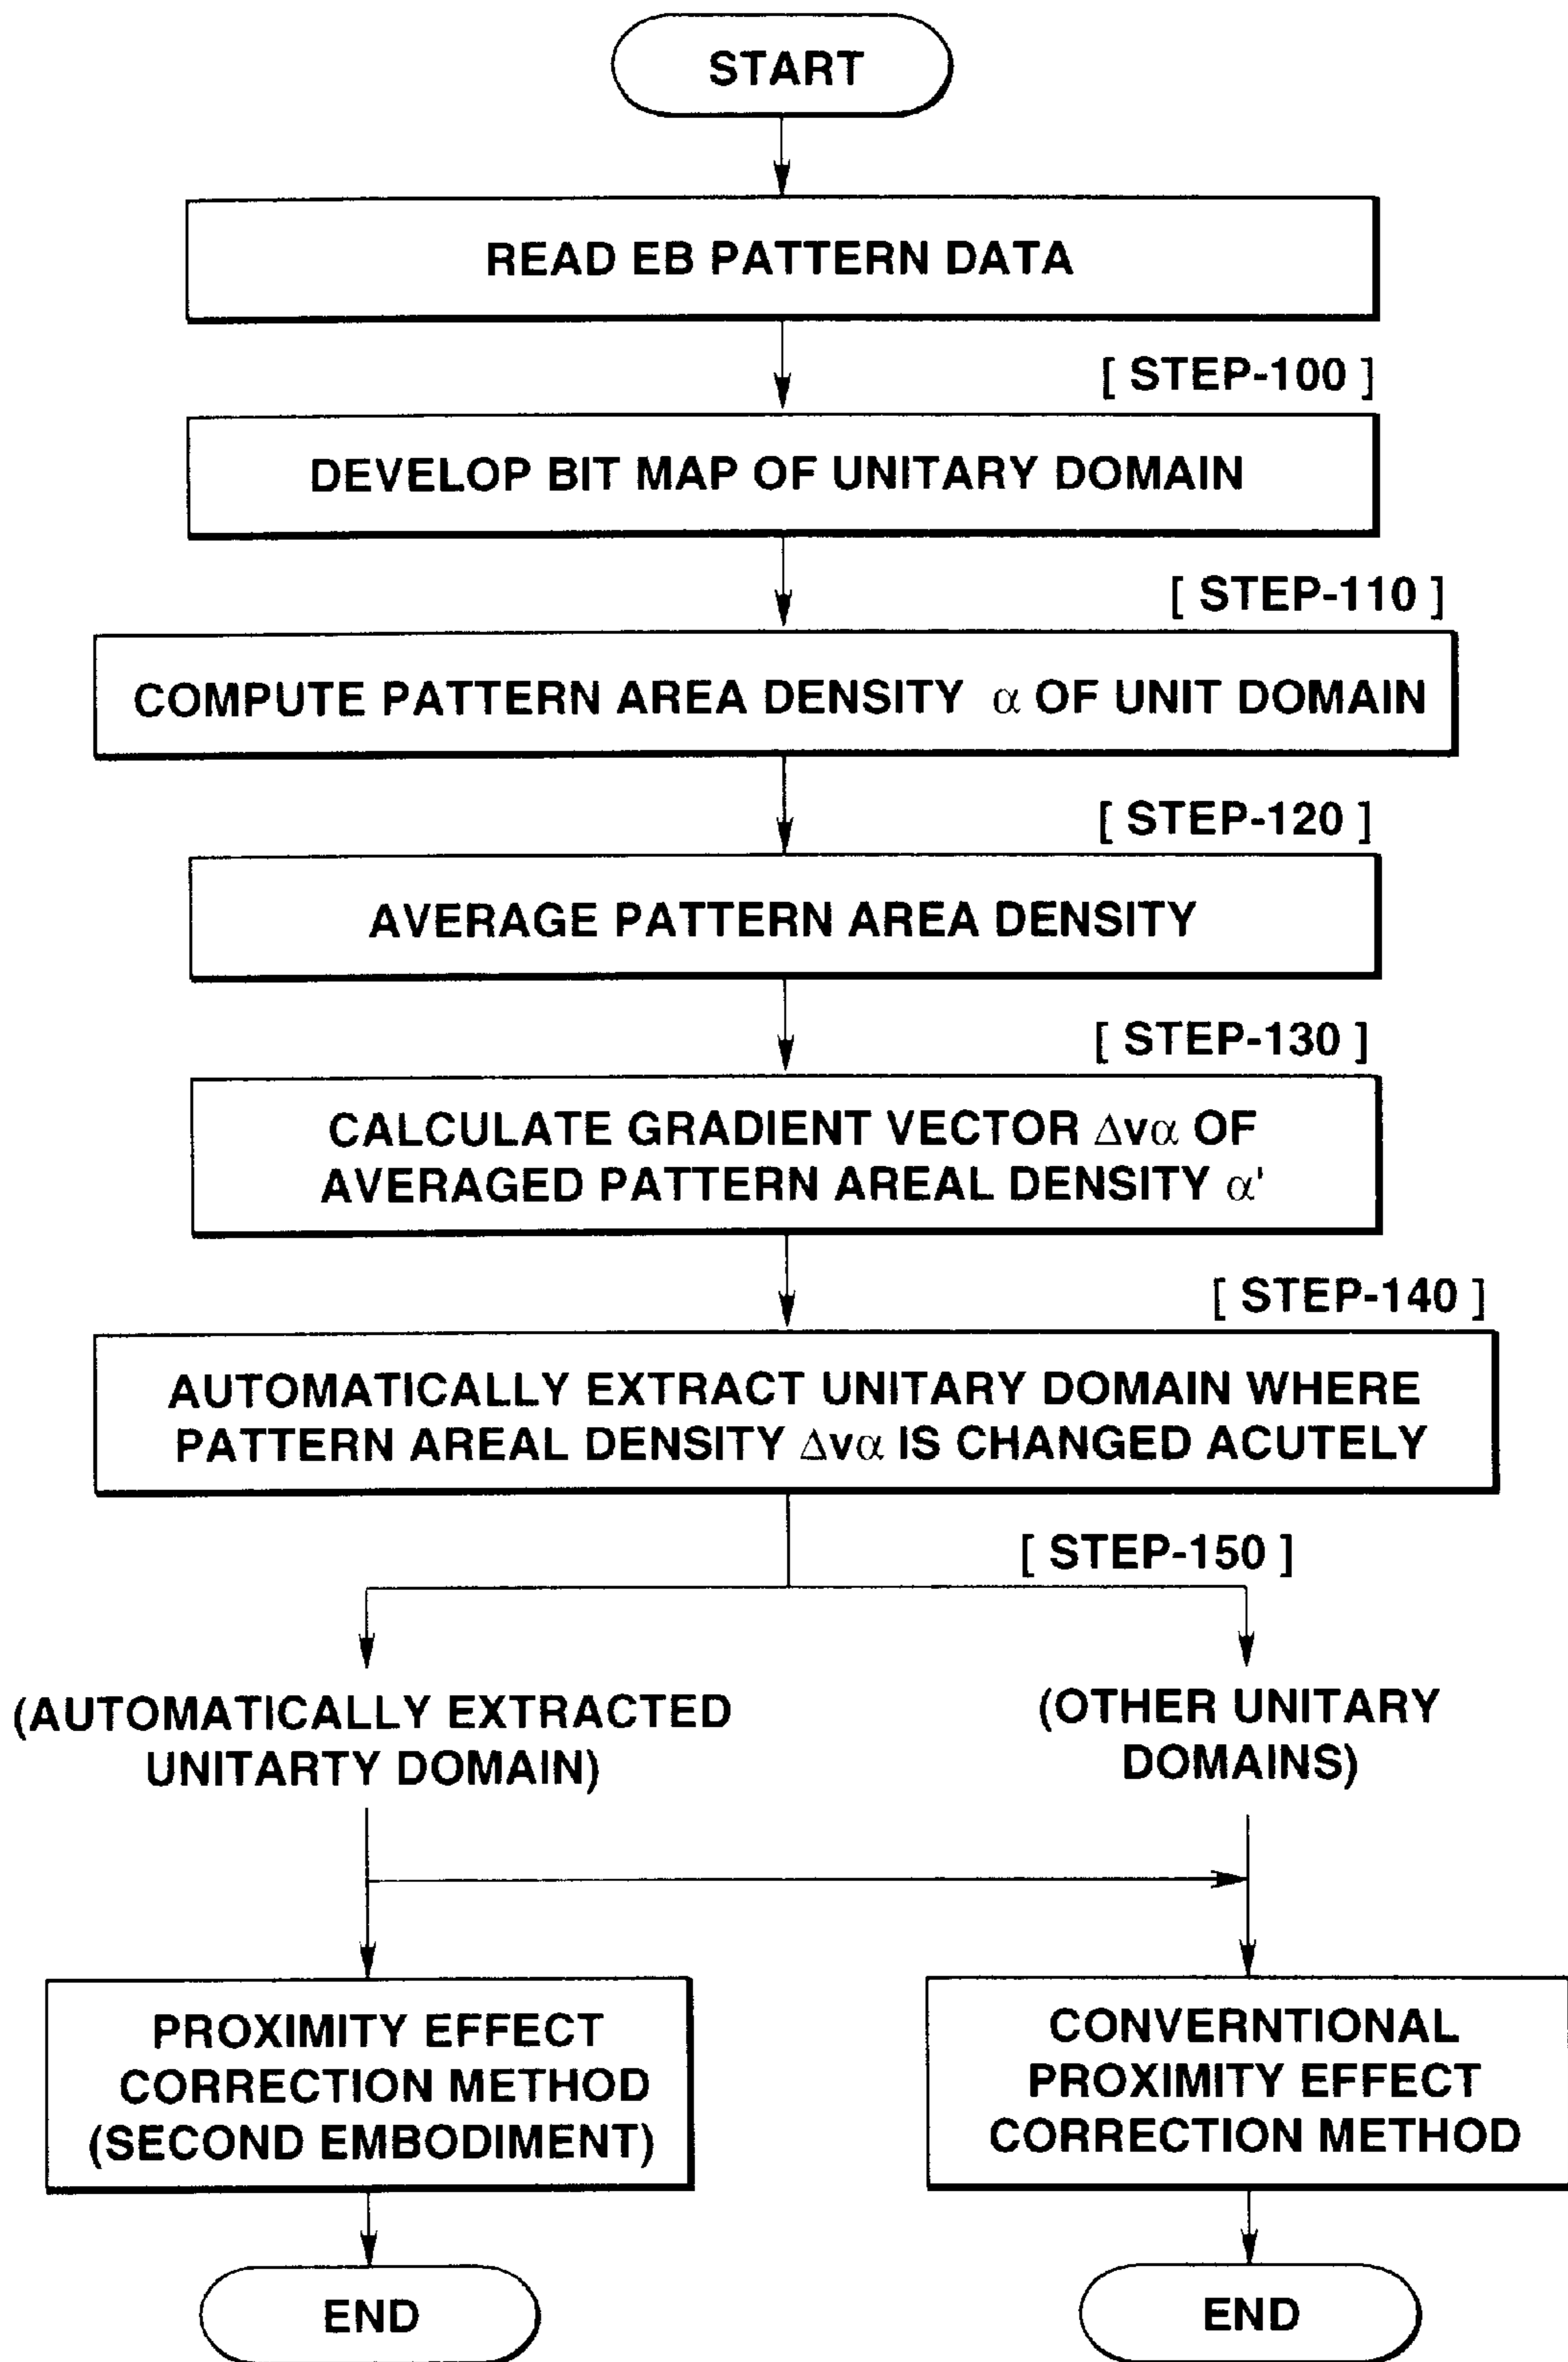 START
READ EB PATTERN DATA
[ STEP-100 ]
DEVELOP BIT MAP OF UNITARY DOMAIN
[ STEP-110 ]
COMPUTE PATTERN AREA DENSITY α OF UNIT DOMAIN
[ STEP-120 ]
AVERAGE PATTERN AREA DENSITY
[ STEP-130 ]
CALCULATE GRADIENT VECTOR Δvα OF
AVERAGED PATTERN AREAL DENSITY α'
[ STEP-140 ]
AUTOMATICALLY EXTRACT UNITARY DOMAIN WHERE
PATTERN AREAL DENSITY Δvα IS CHANGED ACUTELY
[ STEP-150 ]
(AUTOMATICALLY EXTRACTED
UNITARTY DOMAIN)
(OTHER UNITARY
DOMAINS)
PROXIMITY EFFECT
CORRECTION METHOD
(SECOND EMBODIMENT)
CONVERNTIONAL
PROXIMITY EFFECT
CORRECTION METHOD
END
END